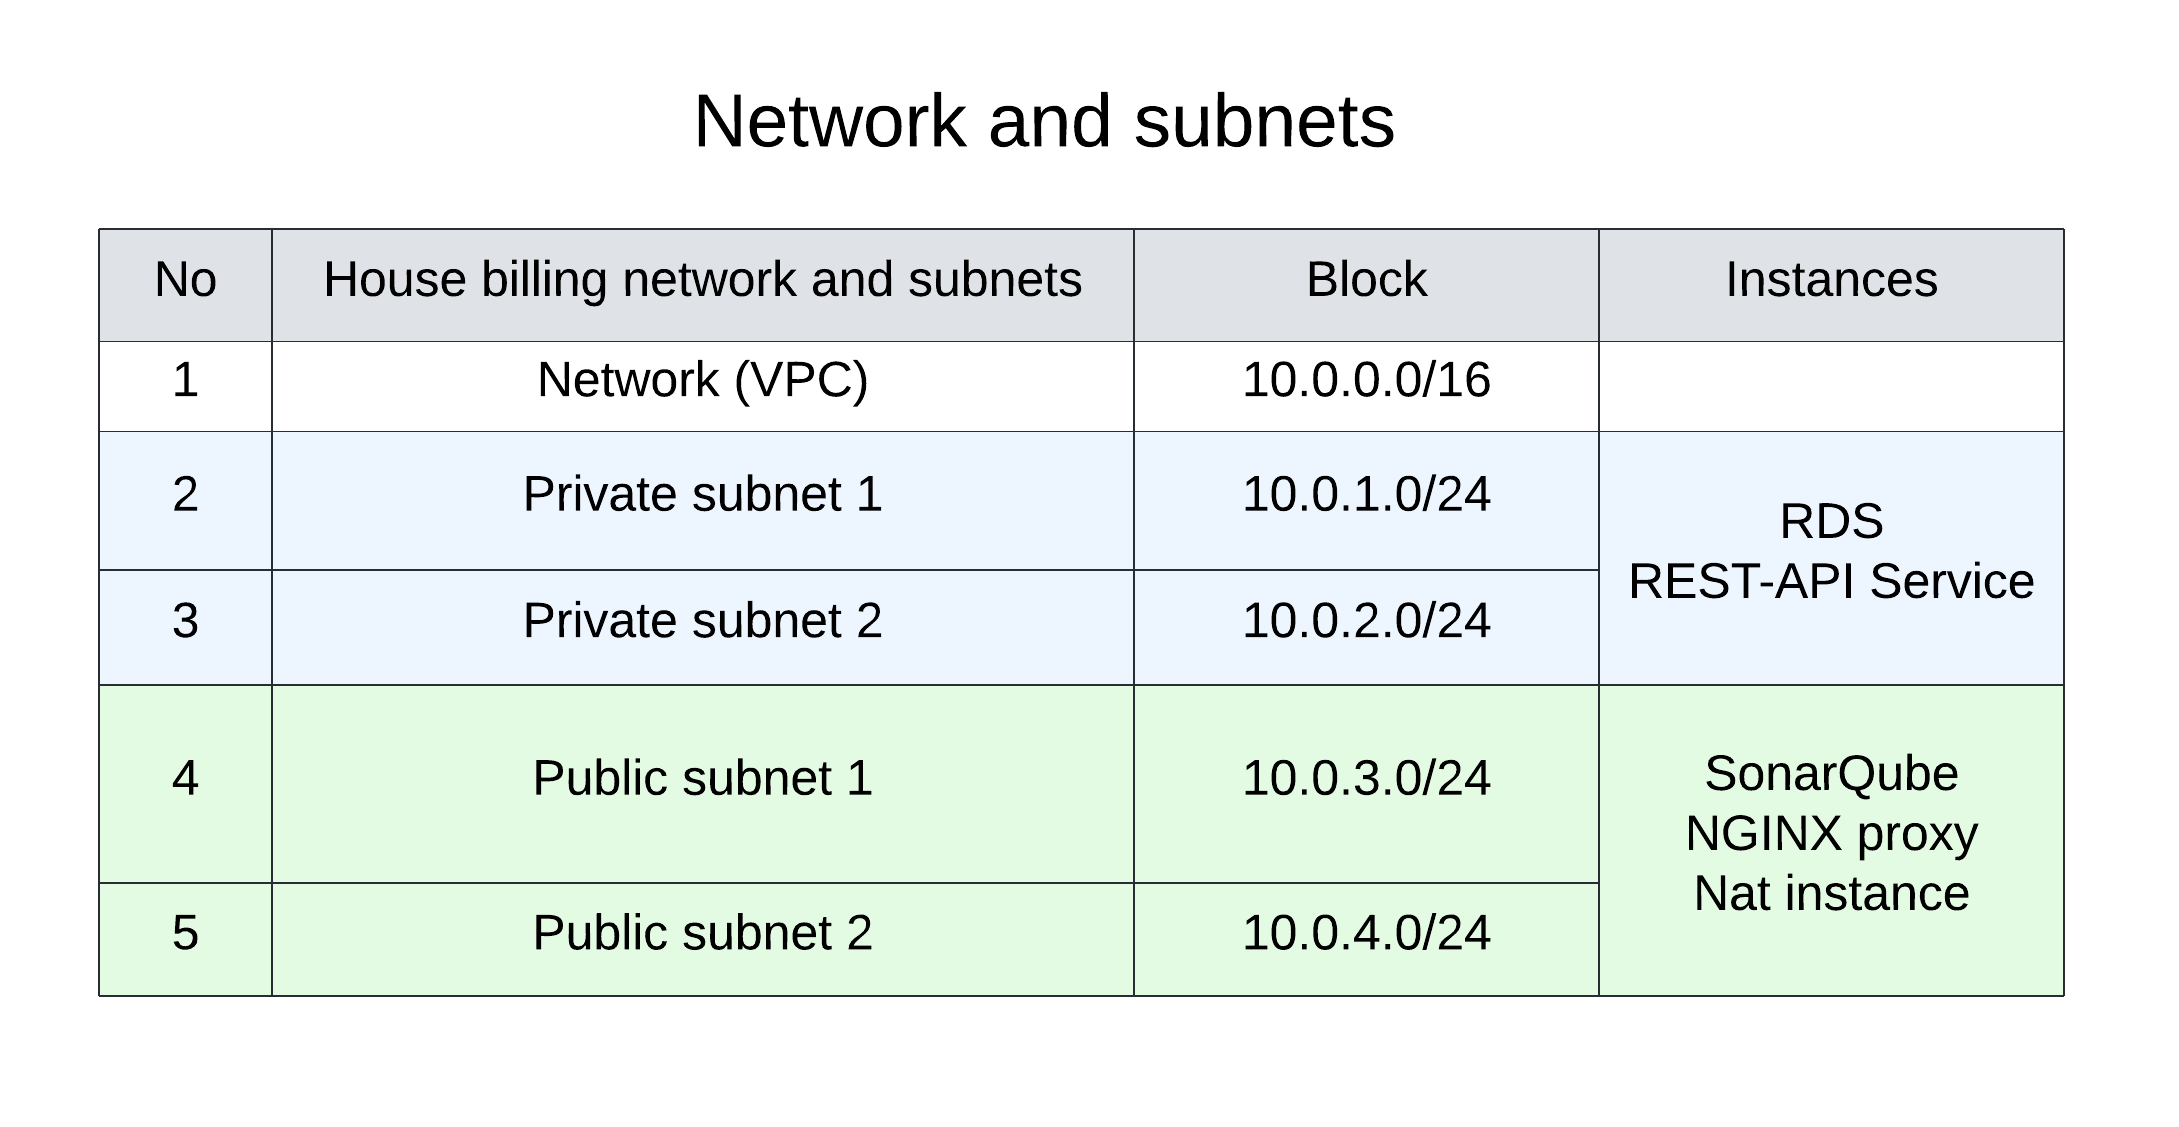 Network and subnets
No House billing network and subnets Block Instances
1 Network (VPC) 10.0.0.0/16
2 Private subnet 1 10.0.1.0/24
RDS
REST-API Service
3 Private subnet 2 10.0.2.0/24
4 Public subnet 1 10.0.3.0/24
SonarQube
NGINX proxy
Nat instance
5 Public subnet 2 10.0.4.0/24